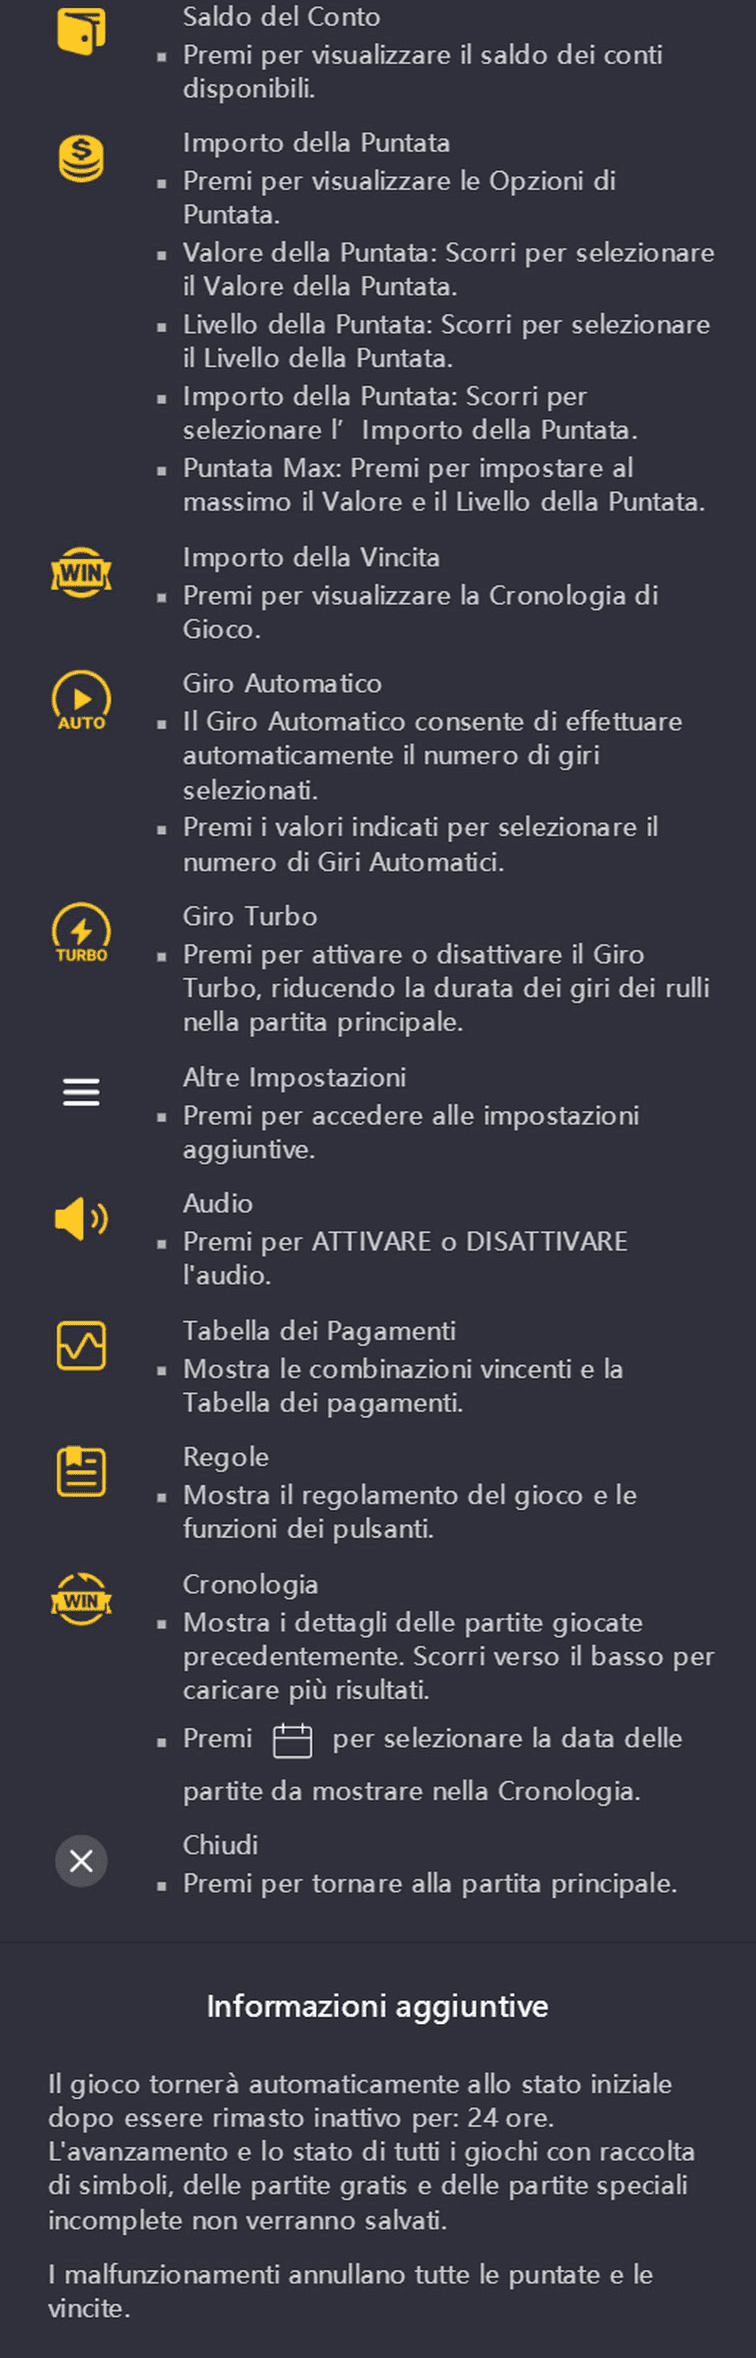 Saldo del Conto
▪ Premi per visualizzare il saldo dei conti
disponibili.
$
Importo della Puntata
▪ Premi per visualizzare le Opzioni di
Puntata.
▪ Valore della Puntata: Scorri per selezionare
il Valore della Puntata.
▪ Livello della Puntata: Scorri per selezionare
il Livello della Puntata.
▪ Importo della Puntata: Scorri per
selezionare l’ Importo della Puntata.
▪ Puntata Max: Premi per impostare al
massimo il Valore e il Livello della Puntata.
WIN
Importo della Vincita
▪ Premi per visualizzare la Cronologia di
Gioco.
AUTO
Giro Automatico
▪ Il Giro Automatico consente di effettuare
automaticamente il numero di giri
selezionati.
▪ Premi i valori indicati per selezionare il
numero di Giri Automatici.
TURBO
Giro Turbo
▪ Premi per attivare o disattivare il Giro
Turbo, riducendo la durata dei giri dei rulli
nella partita principale.
Altre Impostazioni
▪ Premi per accedere alle impostazioni
aggiuntive.
Audio
▪ Premi per ATTIVARE o DISATTIVARE
l'audio.
Tabella dei Pagamenti
▪ Mostra le combinazioni vincenti e la
Tabella dei pagamenti.
Regole
▪ Mostra il regolamento del gioco e le
funzioni dei pulsanti.
WIN
Cronologia
▪ Mostra i dettagli delle partite giocate
precedentemente. Scorri verso il basso per
caricare più risultati.
▪ Premi per selezionare la data delle
partite da mostrare nella Cronologia.
Chiudi
▪ Premi per tornare alla partita principale.
Informazioni aggiuntive
Il gioco tornerà automaticamente allo stato iniziale
dopo essere rimasto inattivo per: 24 ore.
L'avanzamento e lo stato di tutti i giochi con raccolta
di simboli, delle partite gratis e delle partite speciali
incomplete non verranno salvati.
I malfunzionamenti annullano tutte le puntate e le
vincite.